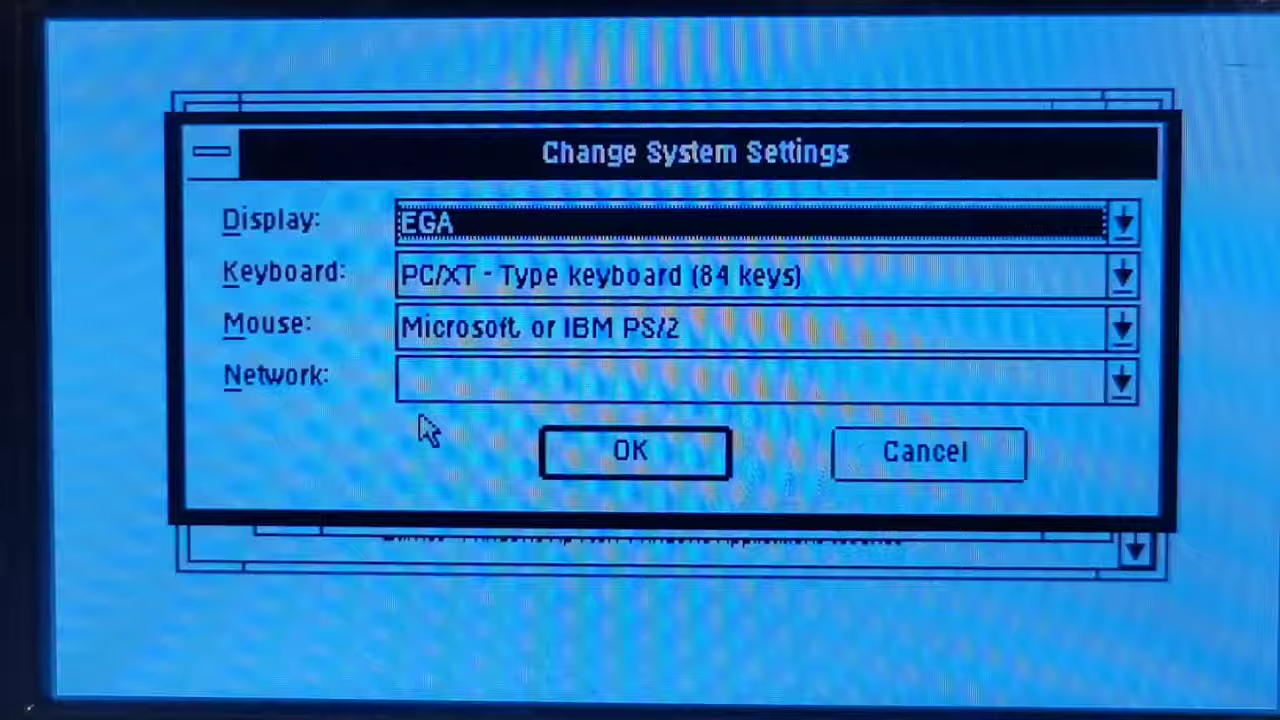 Change System Settings
Display: EGA
Keyboard: PC/XT - Type keyboard (84 keys)
Mouse: Microsoft or IBM PS/2
Network:
OK Cancel